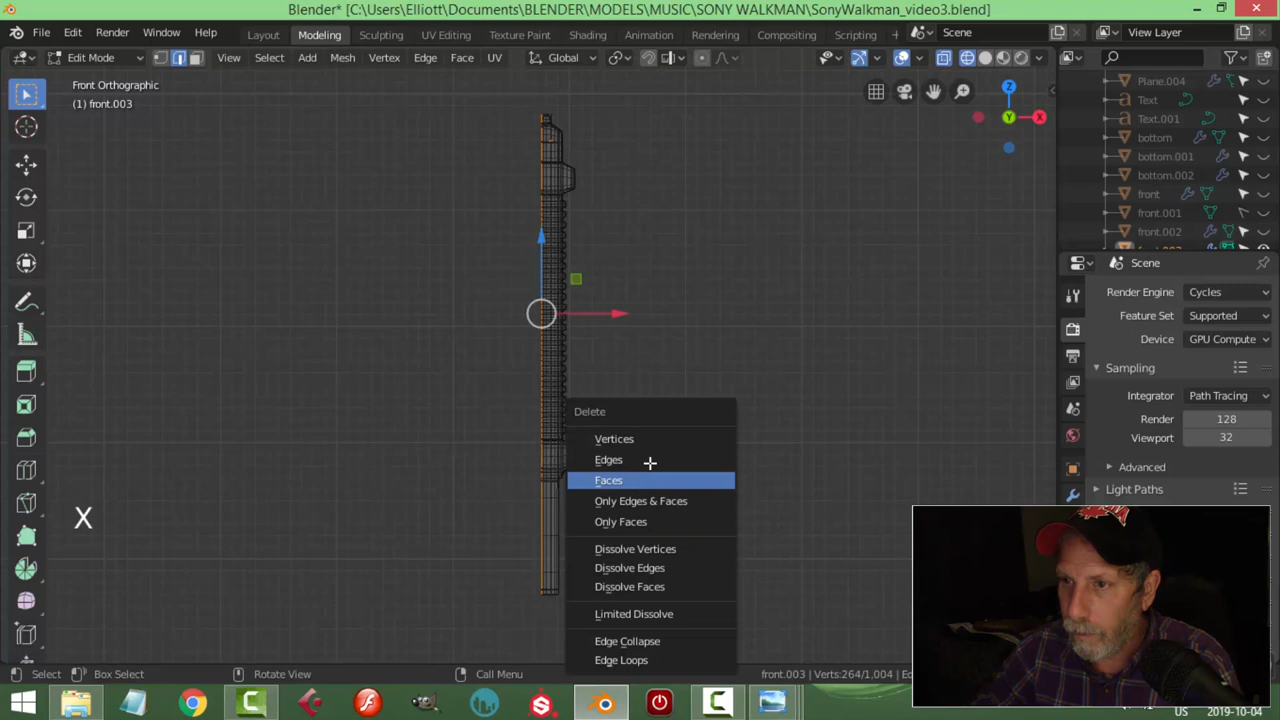 Blender* [C:\Users\Elliott\Documents\BLENDER\MODELS\MUSIC\SONY WALKMAN\SonyWalkman_video3.blend]
File Edit Render Window Help Layout Modeling Sculpting UV Editing Texture Paint Shading Animation Rendering Compositing Scripting + Scene View Layer
Edit Mode View Select Add Mesh Vertex Edge Face UV Global
Front Orthographic
(1) front.003
Z
Y
X
Plane.004
Text
Text.001
bottom
bottom.001
bottom.002
front
front.001
front.002
Scene
Render Engine Cycles
Feature Set Supported
Device GPU Compute
Sampling
Integrator Path Tracing
Render 128
Viewport 32
Advanced
Light Paths
Delete
Vertices
Edges
Faces
Only Edges & Faces
Only Faces
Dissolve Vertices
Dissolve Edges
Dissolve Faces
Limited Dissolve
Edge Collapse
Edge Loops
X
Select Box Select Rotate View Call Menu front.003 | Verts:264/1,004 | Edges
2019-10-04